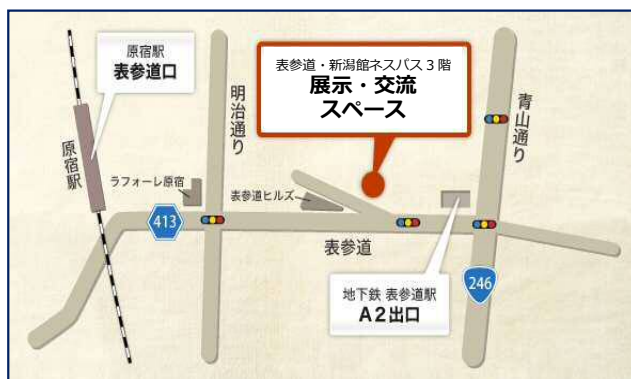 原宿駅
表参道口
原宿駅
明治通り
表参道・新潟館ネスパス3階
展示・交流
スペース
青山通り
ラフォーレ原宿
表参道ヒルズ
413
表参道
地下鉄 表参道駅
A2出口
246